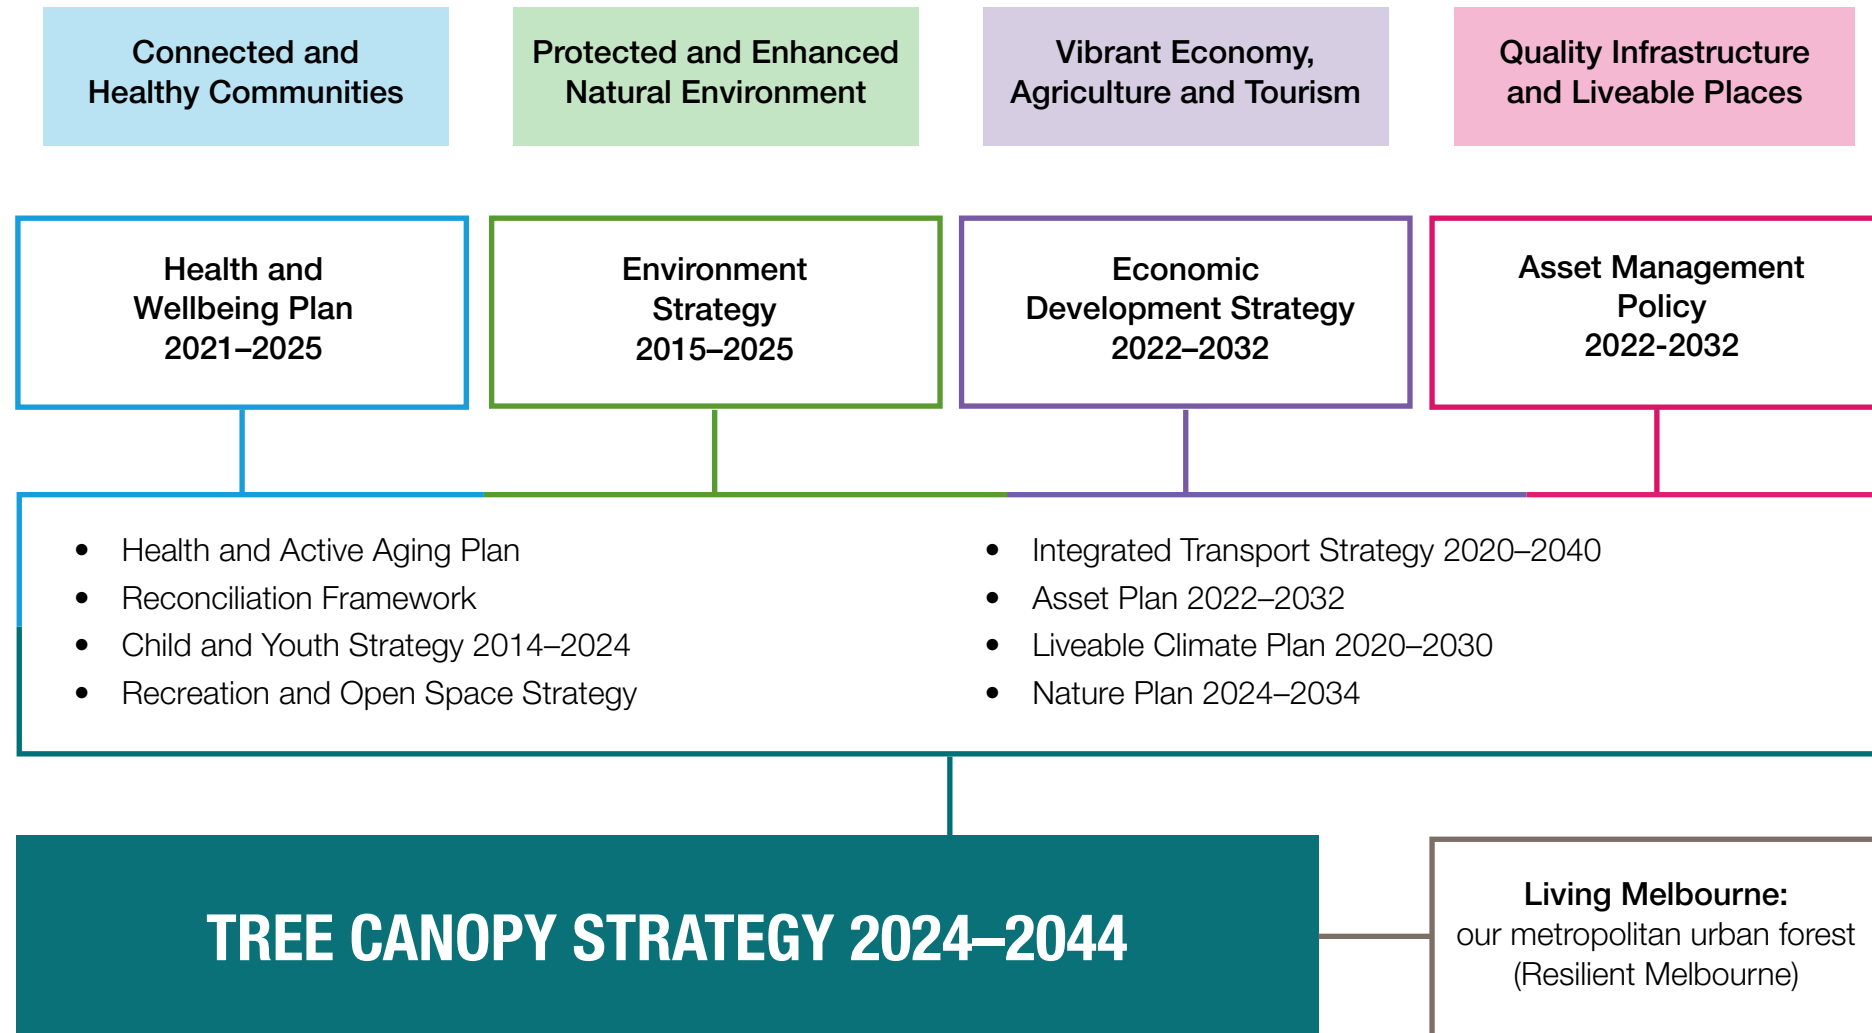 Connected and
Healthy Communities
Protected and Enhanced
Natural Environment
Vibrant Economy,
Agriculture and Tourism
Quality Infrastructure
and Liveable Places
Health and
Wellbeing Plan
2021–2025
Environment
Strategy
2015–2025
Economic
Development Strategy
2022–2032
Asset Management
Policy
2022-2032
• Health and Active Aging Plan
• Reconciliation Framework
• Child and Youth Strategy 2014–2024
• Recreation and Open Space Strategy
• Integrated Transport Strategy 2020–2040
• Asset Plan 2022–2032
• Liveable Climate Plan 2020–2030
• Nature Plan 2024–2034
TREE CANOPY STRATEGY 2024–2044
Living Melbourne:
our metropolitan urban forest
(Resilient Melbourne)